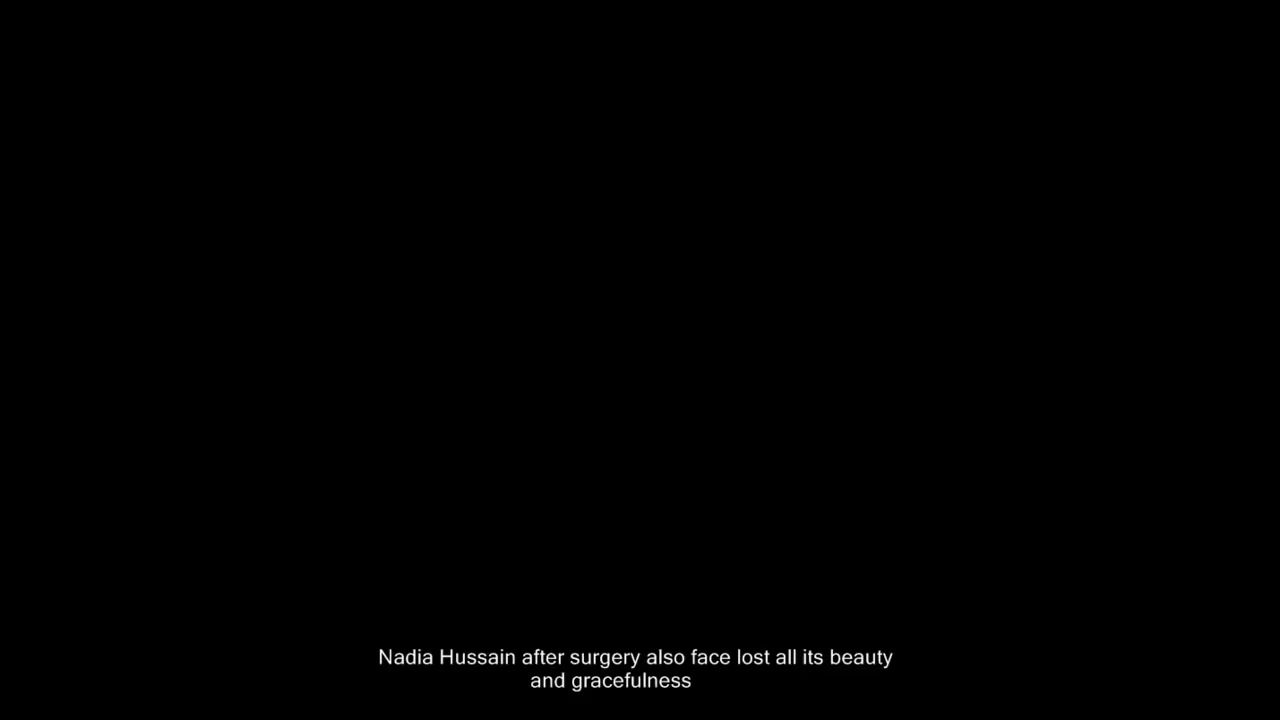 Nadia Hussain after surgery also face lost all its beauty
and gracefulness